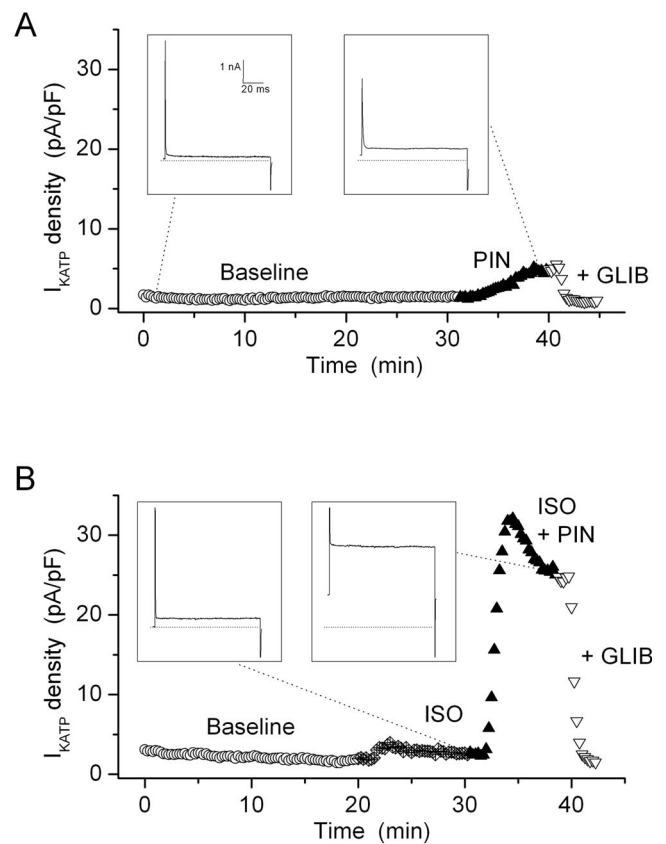 A
I_KATP density (pA/pF)
30
20
10
0
1 nA
20 ms
Baseline
PIN
+ GLIB
0
10
20
30
40
Time (min)
B
I_KATP density (pA/pF)
30
20
10
0
Baseline
ISO
ISO
+ PIN
+ GLIB
0
10
20
30
40
Time (min)